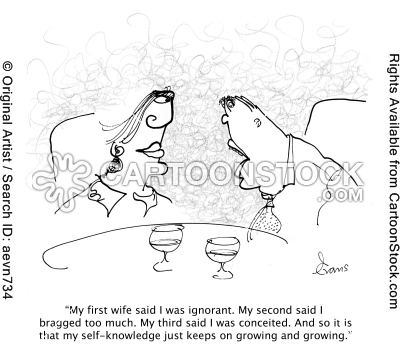 © Original Artist / Search ID: aevn734
Rights Available from CartoonStock.com
CARTOONSTOCK
.com
Evans
"My first wife said I was ignorant. My second said I
bragged too much. My third said I was conceited. And so it is
that my self-knowledge just keeps on growing and growing."